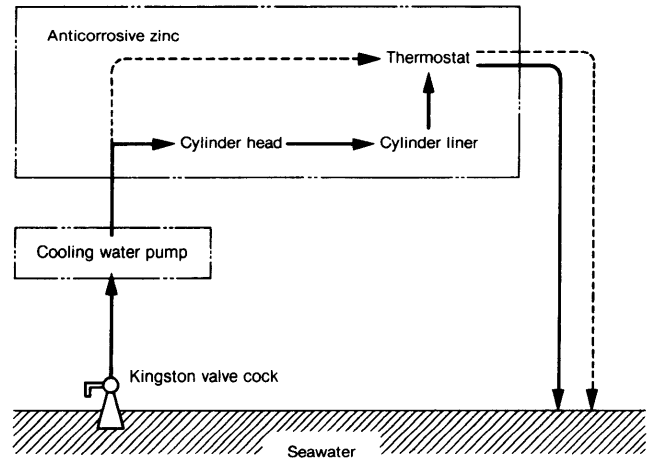 Anticorrosive zinc
Thermostat
Cylinder head
Cylinder liner
Cooling water pump
Kingston valve cock
Seawater